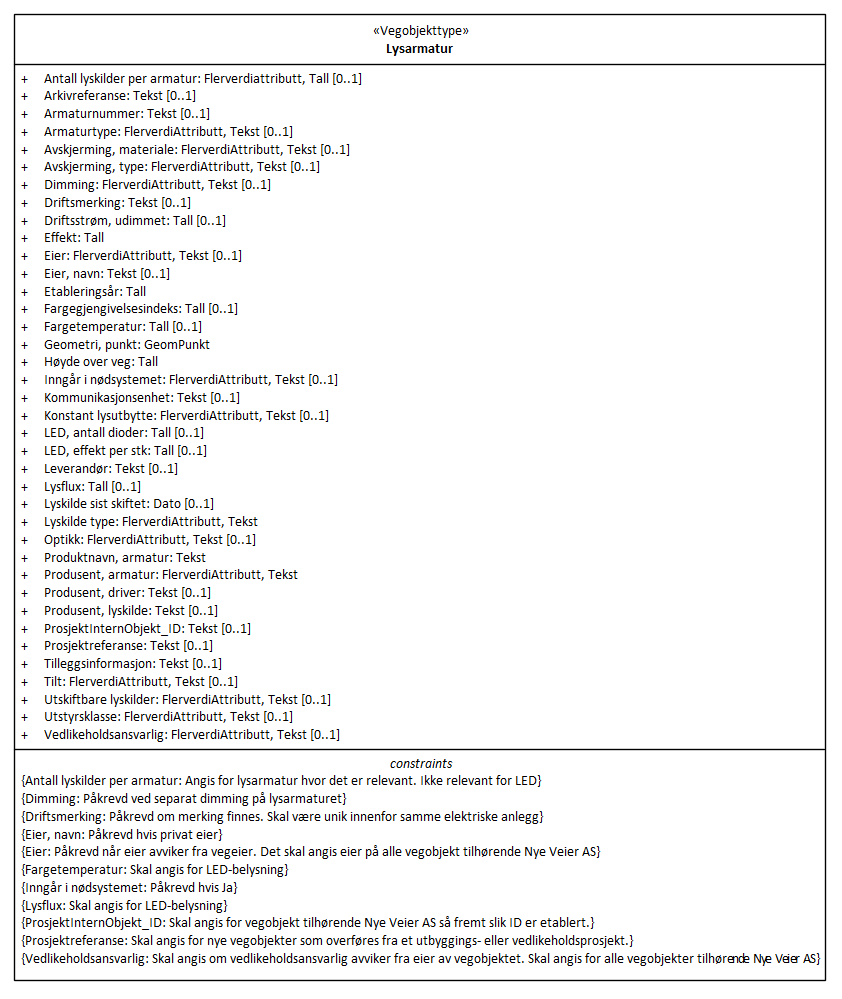 «Vegobjekttype»
Lysarmatur
+ Antall lyskilder per armatur: Flerverdiattributt, Tall [0..1]
+ Arkivreferanse: Tekst [0..1]
+ Armaturnummer: Tekst [0..1]
+ Armaturtype: FlerverdiAttributt, Tekst [0..1]
+ Avskjerming, materiale: FlerverdiAttributt, Tekst [0..1]
+ Avskjerming, type: FlerverdiAttributt, Tekst [0..1]
+ Dimming: FlerverdiAttributt, Tekst [0..1]
+ Driftsmerking: Tekst [0..1]
+ Driftsstrøm, udimmet: Tall [0..1]
+ Effekt: Tall
+ Eier: FlerverdiAttributt, Tekst [0..1]
+ Eier, navn: Tekst [0..1]
+ Etableringsår: Tall
+ Fargegjengivelsesindeks: Tall [0..1]
+ Fargetemperatur: Tall [0..1]
+ Geometri, punkt: GeomPunkt
+ Høyde over veg: Tall
+ Inngår i nødsystemet: FlerverdiAttributt, Tekst [0..1]
+ Kommunikasjonsenhet: Tekst [0..1]
+ Konstant lysutbytte: FlerverdiAttributt, Tekst [0..1]
+ LED, antall dioder: Tall [0..1]
+ LED, effekt per stk: Tall [0..1]
+ Leverandør: Tekst [0..1]
+ Lysflux: Tall [0..1]
+ Lyskilde sist skiftet: Dato [0..1]
+ Lyskilde type: FlerverdiAttributt, Tekst
+ Optikk: FlerverdiAttributt, Tekst [0..1]
+ Produktnavn, armatur: Tekst
+ Produsent, armatur: FlerverdiAttributt, Tekst
+ Produsent, driver: Tekst [0..1]
+ Produsent, lyskilde: Tekst [0..1]
+ ProsjektInternObjekt_ID: Tekst [0..1]
+ Prosjektreferanse: Tekst [0..1]
+ Tilleggsinformasjon: Tekst [0..1]
+ Tilt: FlerverdiAttributt, Tekst [0..1]
+ Utskiftbare lyskilder: FlerverdiAttributt, Tekst [0..1]
+ Utstyrsklasse: FlerverdiAttributt, Tekst [0..1]
+ Vedlikeholdsansvarlig: FlerverdiAttributt, Tekst [0..1]
constraints
{Antall lyskilder per armatur: Angis for lysarmatur hvor det er relevant. Ikke relevant for LED}
{Dimming: Påkrevd ved separat dimming på lysarmaturet}
{Driftsmerking: Påkrevd om merking finnes. Skal være unik innenfor samme elektriske anlegg}
{Eier, navn: Påkrevd hvis privat eier}
{Eier: Påkrevd når eier avviker fra vegeier. Det skal angis eier på alle vegobjekt tilhørende Nye Veier AS}
{Fargetemperatur: Skal angis for LED-belysning}
{Inngår i nødsystemet: Påkrevd hvis Ja}
{Lysflux: Skal angis for LED-belysning}
{ProsjektInternObjekt_ID: Skal angis for vegobjekt tilhørende Nye Veier AS så fremt slik ID er etablert.}
{Prosjektreferanse: Skal angis for nye vegobjekter som overføres fra et utbyggings- eller vedlikeholdsprosjekt.}
{Vedlikeholdsansvarlig: Skal angis om vedlikeholdsansvarlig avviker fra eier av vegobjektet. Skal angis for alle vegobjekter tilhørende Nye Veier AS}